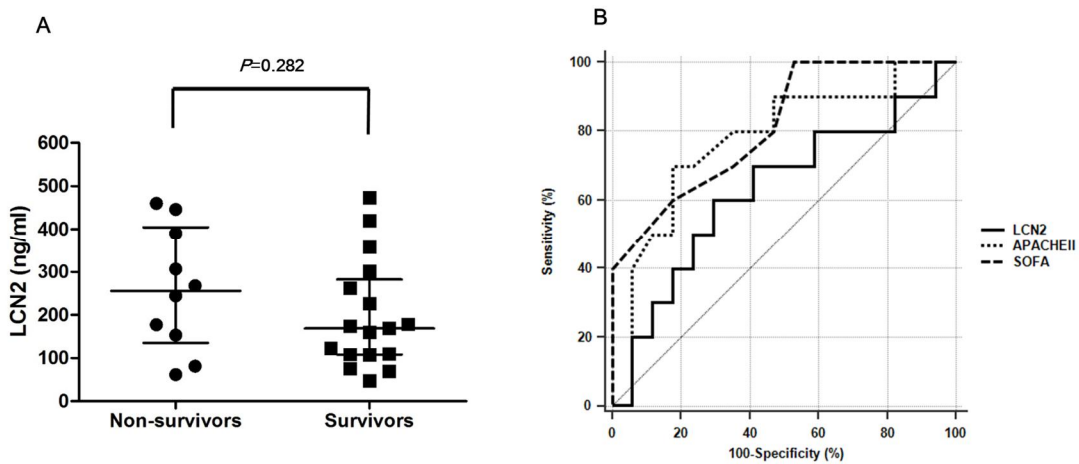 A
P=0.282
LCN2 (ng/ml)
600
500
400
300
200
100
0
Non-survivors
Survivors
B
Sensitivity (%)
100
80
60
40
20
0
0 20 40 60 80 100
100-Specificity (%)
LCN2
APACHEII
SOFA